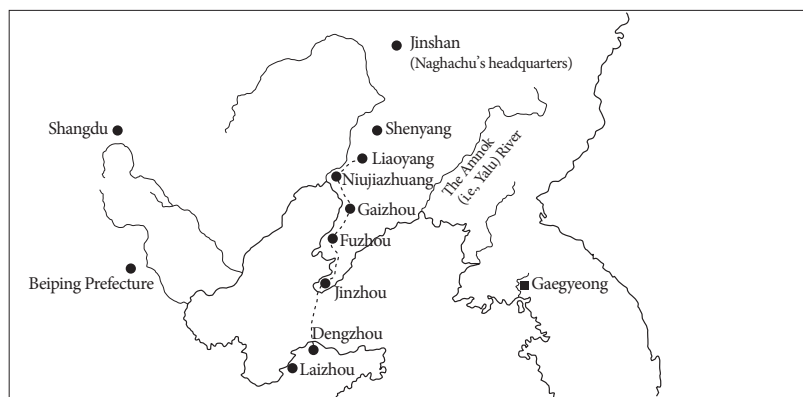 Jinshan
(Naghachu's headquarters)
Shangdu
Shenyang
Liaoyang
The Amnok
(i.e., Yalu) River
Niujiazhuang
Gaizhou
Fuzhou
Beiping Prefecture
Jinzhou
Gaegyeong
Dengzhou
Laizhou